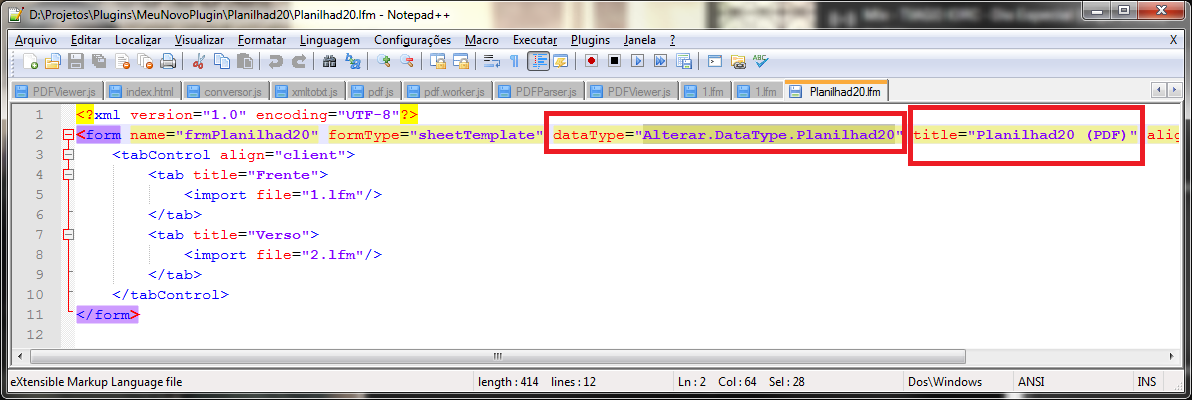 D:\Projetos\Plugins\MeuNovoPlugin\Planilhad20\Planilhad20.lfm - Notepad++
Arquivo Editar Localizar Visualizar Formatar Linguagem Configurações Macro Executar Plugins Janela ? X
PDFViewer.js index.html conversor.js xmltobt.js pdf.js pdf.worker.js PDFParser.js PDFViewer.js 1.lfm 1.lfm Planilhad20.lfm
1 <?xml version="1.0" encoding="UTF-8"?>
2 <form name="frmPlanilhad20" formType="sheetTemplate" dataType="Alterar.DataType.Planilhad20" title="Planilhad20 (PDF)" alig
3 <tabControl align="client">
4 <tab title="Frente">
5 <import file="1.lfm"/>
6 </tab>
7 <tab title="Verso">
8 <import file="2.lfm"/>
9 </tab>
10 </tabControl>
11 </form>
12
eXtensible Markup Language file length : 414 lines : 12 Ln : 2 Col : 64 Sel : 28 Dos\Windows ANSI INS